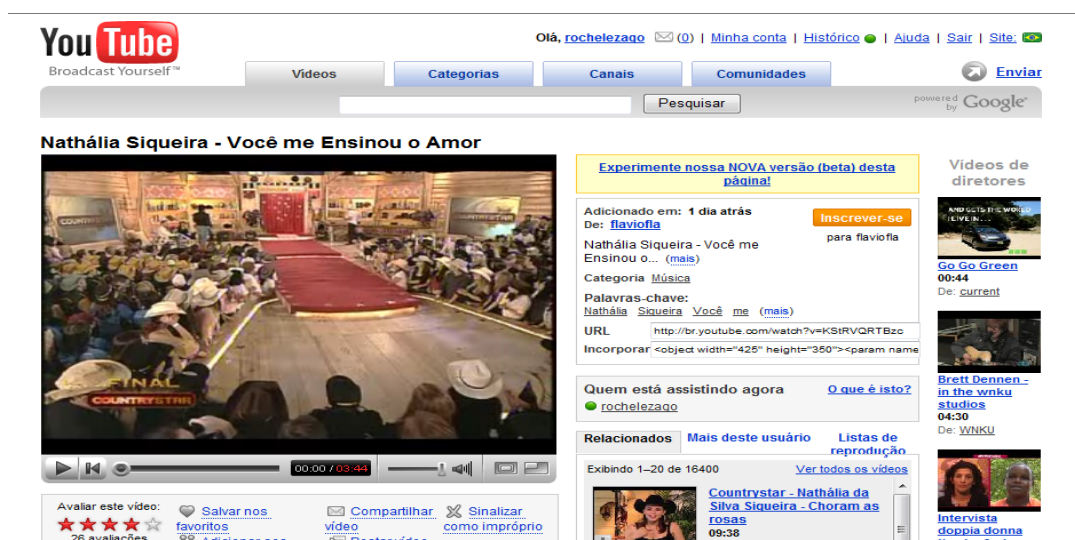 You Tube
Broadcast Yourself™
Olá, rochelezago (0) | Minha conta | Histórico | Ajuda | Sair | Site:
Vídeos
Categorias
Canais
Comunidades
Enviar
Pesquisar
powered by Google
Nathália Siqueira - Você me Ensinou o Amor
COUNTRYSTAR
FINAL
COUNTRYSTAR
00:00 / 03:44
Avaliar este vídeo:
26 avaliações
Salvar nos
favoritos
Compartilhar
vídeo
Sinalizar
como impróprio
Experimente nossa NOVA versão (beta) desta
página!
Adicionado em: 1 dia atrás
De: flaviofla
Inscrever-se
para flaviofla
Nathália Siqueira - Você me
Ensinou o... (mais)
Categoria Música
Palavras-chave:
Nathália Siqueira Você me (mais)
URL http://br.youtube.com/watch?v=KStRVQRTBzc
Incorporar <object width="425" height="350"><param name
Quem está assistindo agora
O que é isto?
rochelezago
Relacionados
Mais deste usuário
Listas de
reprodução
Exibindo 1–20 de 16400
Ver todos os vídeos
Countrystar - Nathália da
Silva Siqueira - Choram as
rosas
09:38
Vídeos de
diretores
AND GETS THE WORLD
I LIVE IN...
Go Go Green
00:44
De: current
Brett Dennen -
in the wnku
studios
04:30
De: WNKU
Intervista
doppia donna